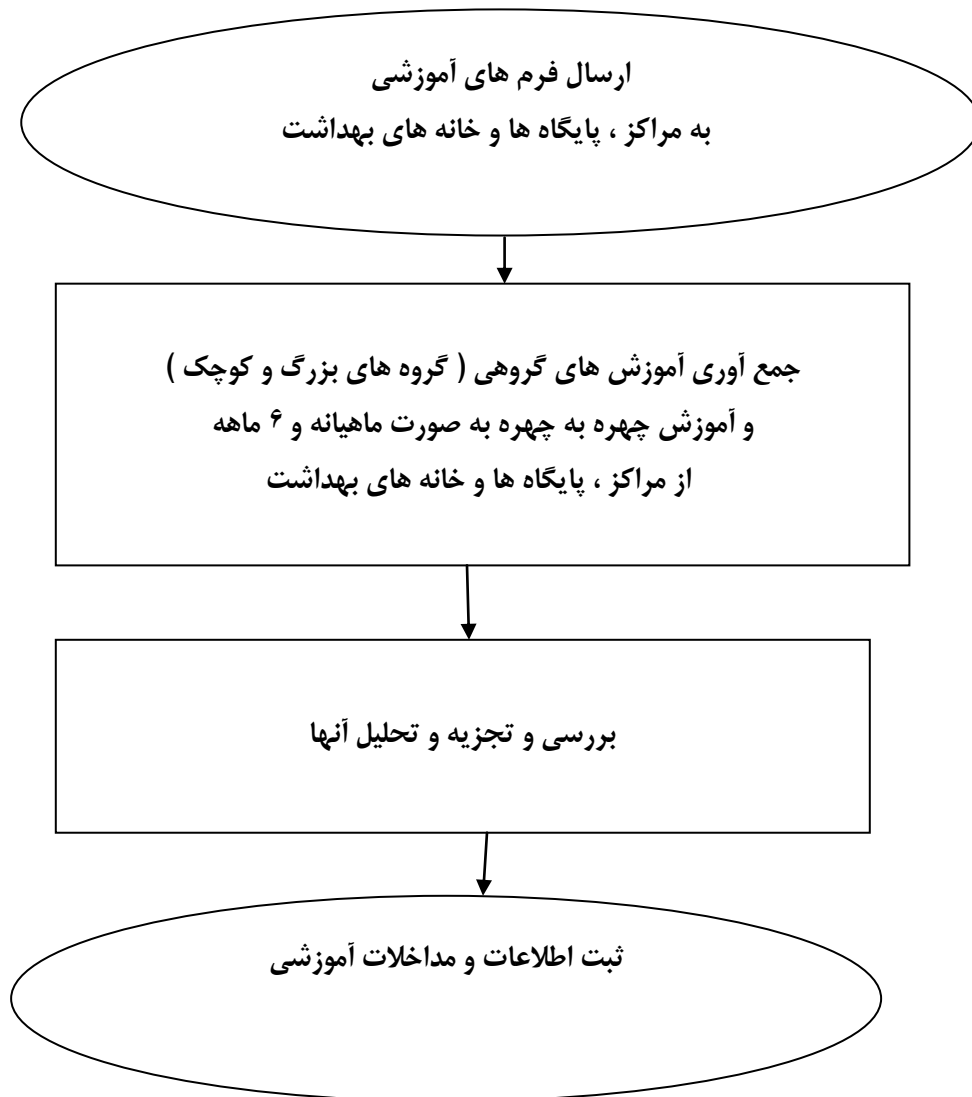 ارسال فرم های آموزشی
به مراکز ، پایگاه ها و خانه های بهداشت
جمع آوری آموزش های گروهی ( گروه های بزرگ و کوچک )
و آموزش چهره به چهره به صورت ماهیانه و ۶ ماهه
از مراکز ، پایگاه ها و خانه های بهداشت
بررسی و تجزیه و تحلیل آنها
ثبت اطلاعات و مداخلات آموزشی